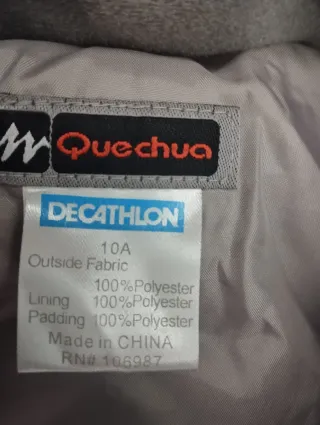 Quechua
DECATHLON
10A
Outside Fabric
100%Polyester
Lining 100%Polyester
Padding 100%Polyester
Made in CHINA
RN# 106987